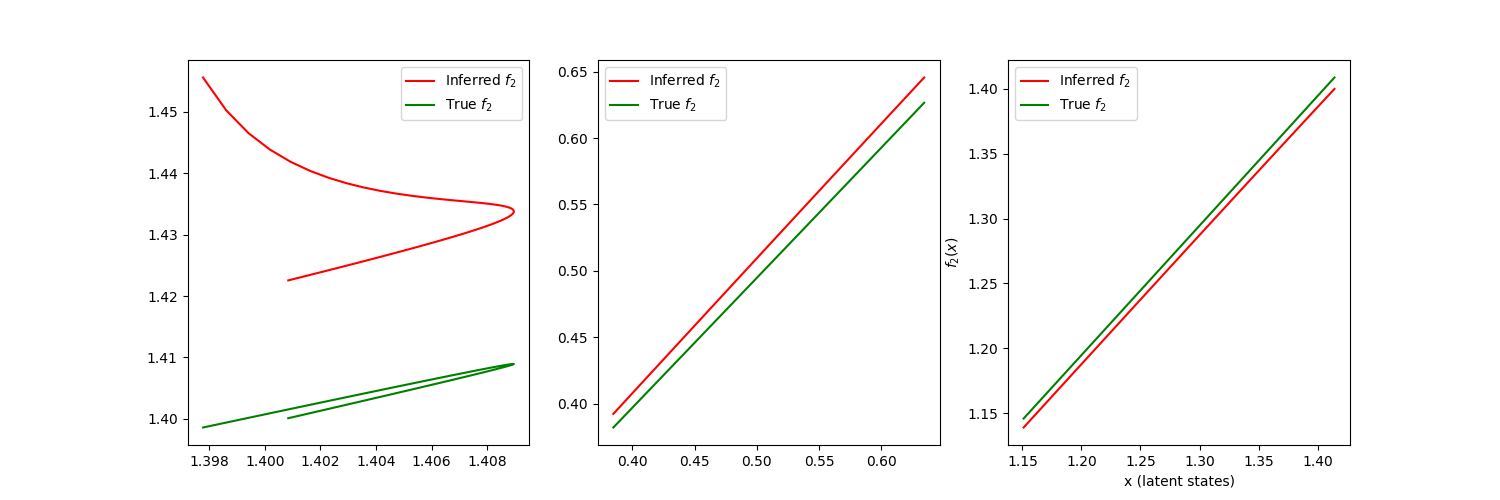 Inferred f₂
True f₂
1.45
1.44
1.43
1.42
1.41
1.40
1.398 1.400 1.402 1.404 1.406 1.408
Inferred f₂
True f₂
0.65
0.60
0.55
0.50
0.45
0.40
0.40 0.45 0.50 0.55 0.60
Inferred f₂
True f₂
f₂(x)
1.40
1.35
1.30
1.25
1.20
1.15
1.15 1.20 1.25 1.30 1.35 1.40
x (latent states)